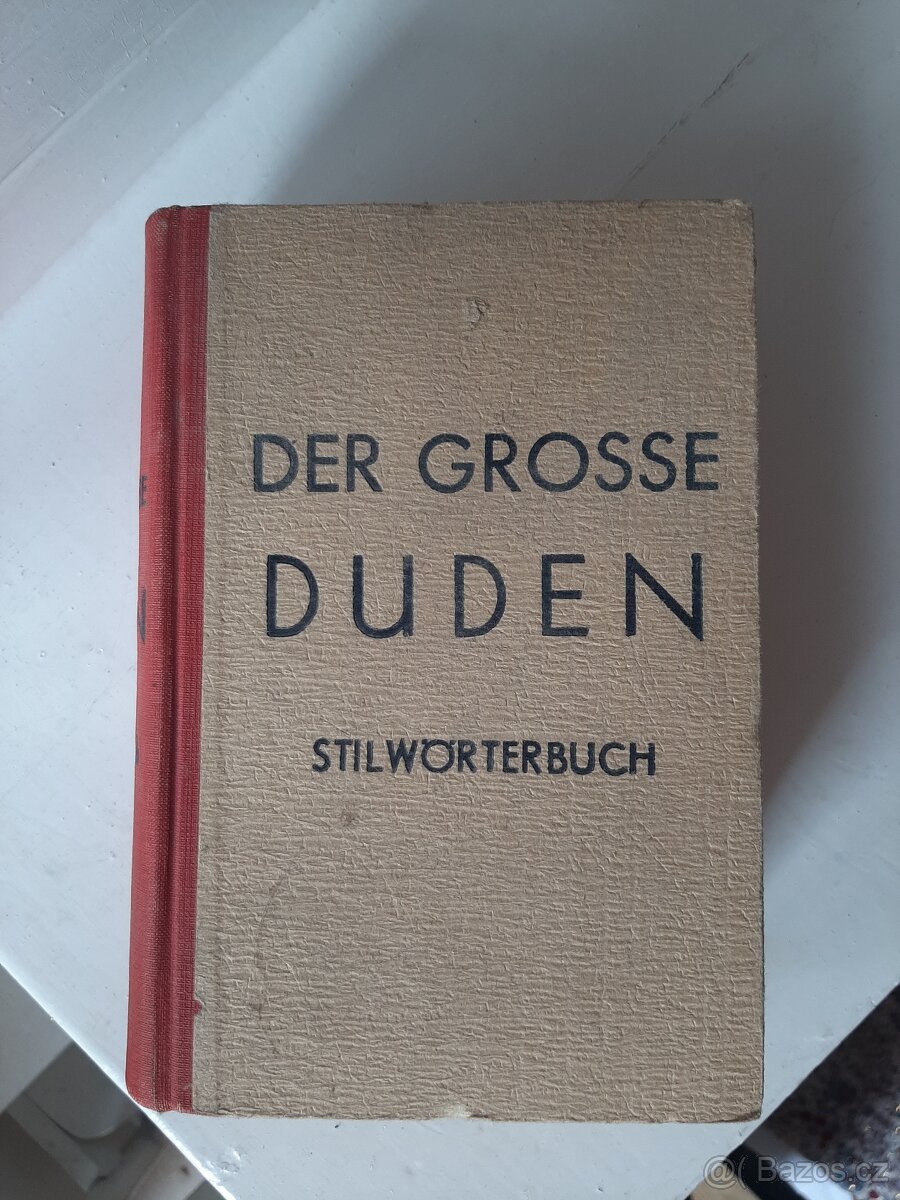 DER GROSSE
DUDEN
STILWÖRTERBUCH
@ Bazos.cz